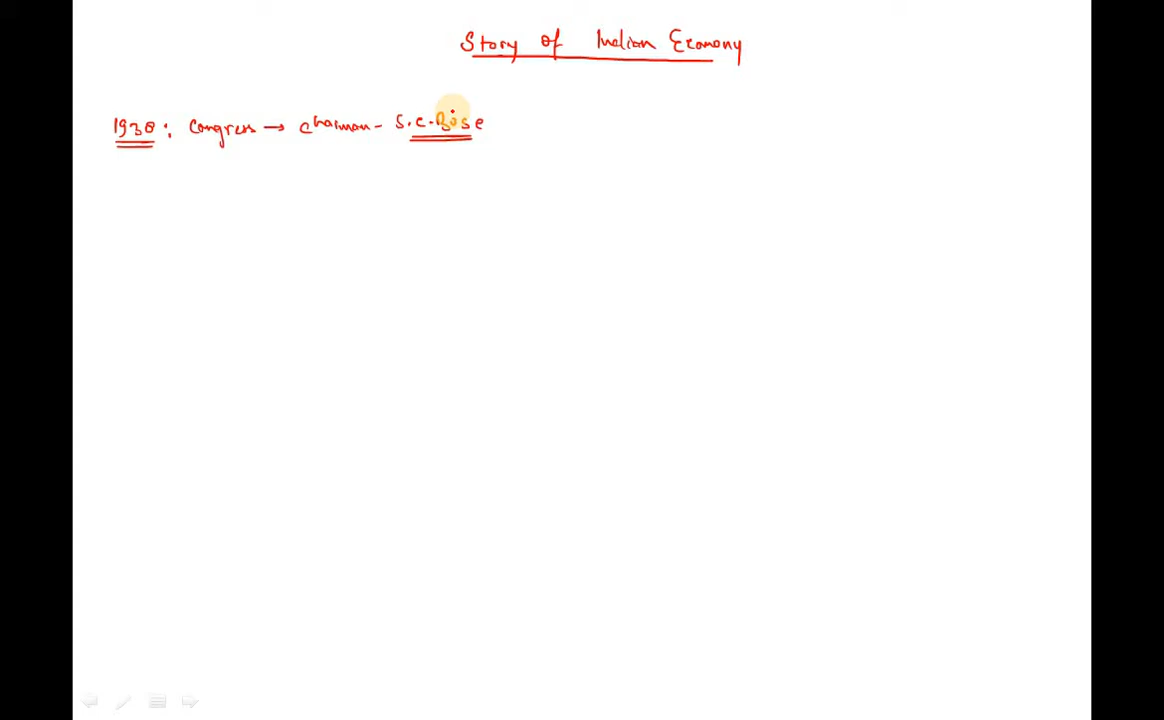 Story of Indian Economy
1938: Congress → Chairman - S.C. Bose